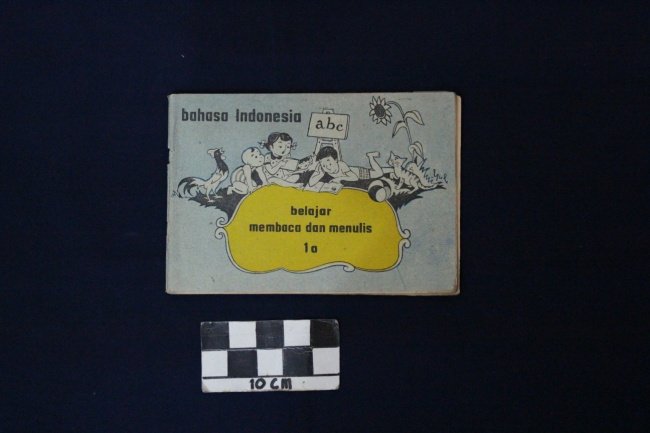 bahasa Indonesia
abc
belajar
membaca dan menulis
1a
10 CM